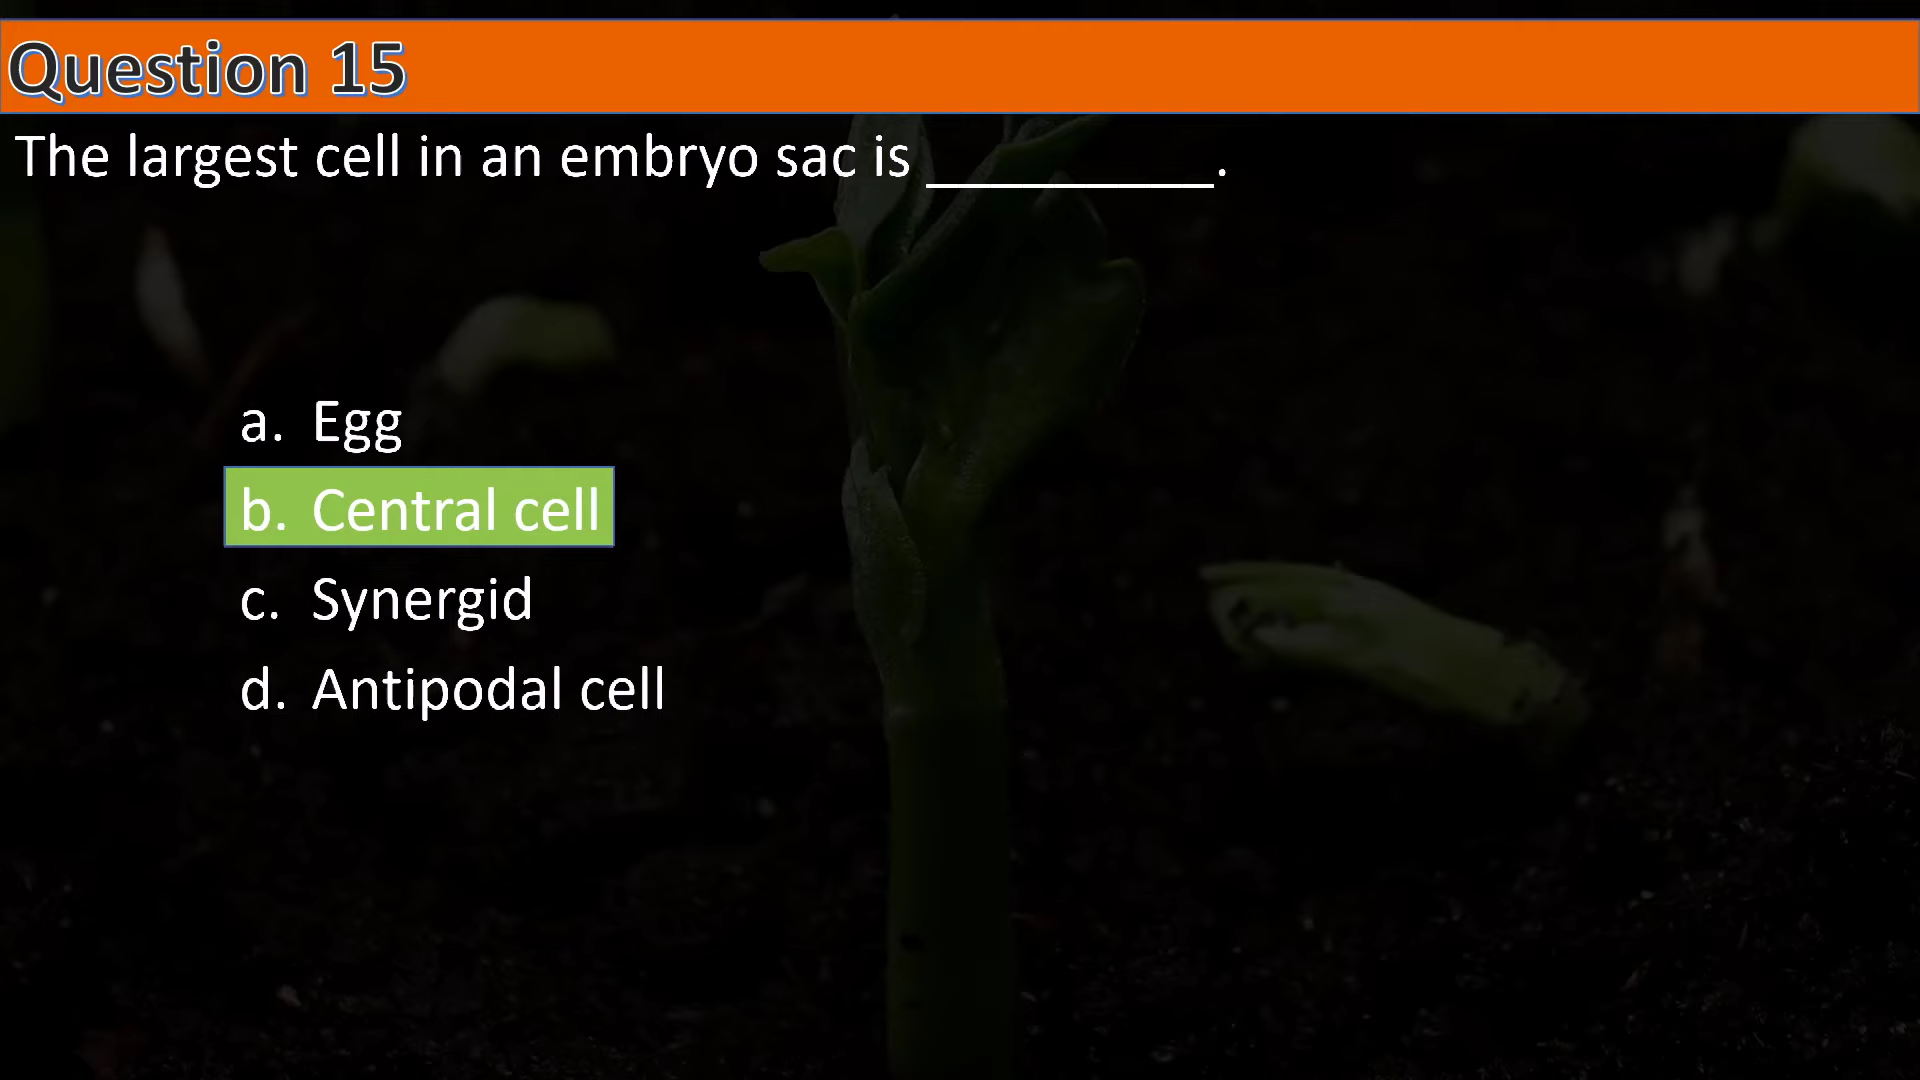 Question 15
The largest cell in an embryo sac is __________.
a. Egg
b. Central cell
c. Synergid
d. Antipodal cell